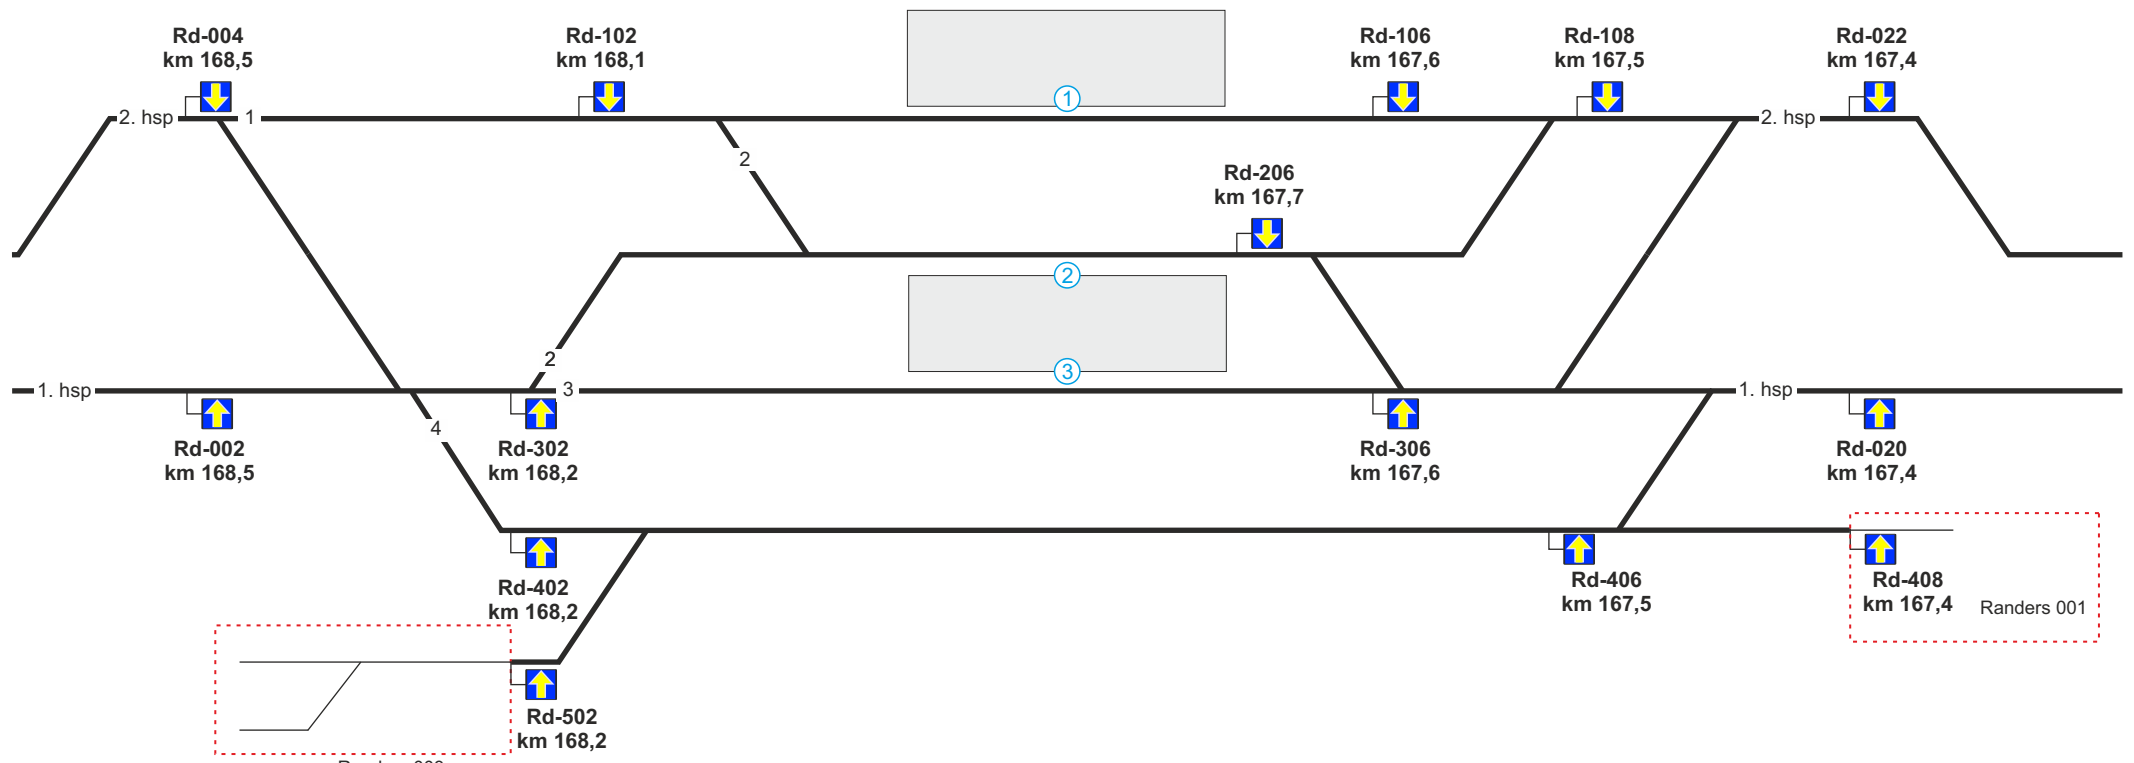 Rd-004
km 168,5
Rd-102
km 168,1
Rd-106
km 167,6
Rd-108
km 167,5
Rd-022
km 167,4
1
2. hsp
1
2. hsp
2
Rd-206
km 167,7
2
2
3
1. hsp
3
1. hsp
4
Rd-002
km 168,5
Rd-302
km 168,2
Rd-306
km 167,6
Rd-020
km 167,4
Rd-402
km 168,2
Rd-406
km 167,5
Rd-408
km 167,4
Randers 001
Rd-502
km 168,2